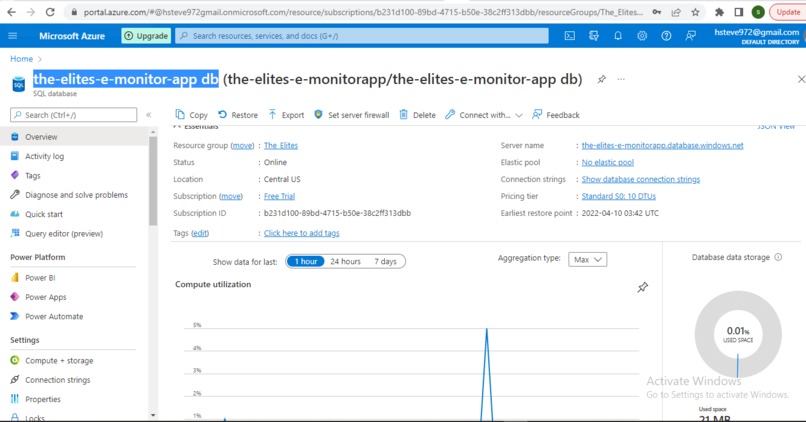 portal.azure.com/#@hsteve972gmail.onmicrosoft.com/resource/subscriptions/b231d100-89bd-4715-b50e-38c2ff313dbb/resourceGroups/The_Elites...
S
Update
Microsoft Azure
Upgrade
Search resources, services, and docs (G+/)
hsteve972@gmail.com
DEFAULT DIRECTORY
Home >
SQL
the-elites-e-monitor-app db (the-elites-e-monitorapp/the-elites-e-monitor-app db)
SQL database
Search (Ctrl+/)
Copy
Restore
Export
Set server firewall
Delete
Connect with...
Feedback
Overview
Activity log
Tags
Diagnose and solve problems
Quick start
Query editor (preview)
Power Platform
Power BI
Power Apps
Power Automate
Settings
Compute + storage
Connection strings
Properties
Locks
Essentials
JSON View
Resource group (move) : The_Elites
Status : Online
Location : Central US
Subscription (move) : Free Trial
Subscription ID : b231d100-89bd-4715-b50e-38c2ff313dbb
Tags (edit) : Click here to add tags
Server name : the-elites-e-monitorapp.database.windows.net
Elastic pool : No elastic pool
Connection strings : Show database connection strings
Pricing tier : Standard S0: 10 DTUs
Earliest restore point : 2022-04-10 03:42 UTC
Show data for last:
1 hour
24 hours
7 days
Aggregation type:
Max
Compute utilization
5%
4%
3%
2%
1%
Database data storage
0.01%
USED SPACE
Used space
21 MB
Activate Windows
Go to Settings to activate Windows.